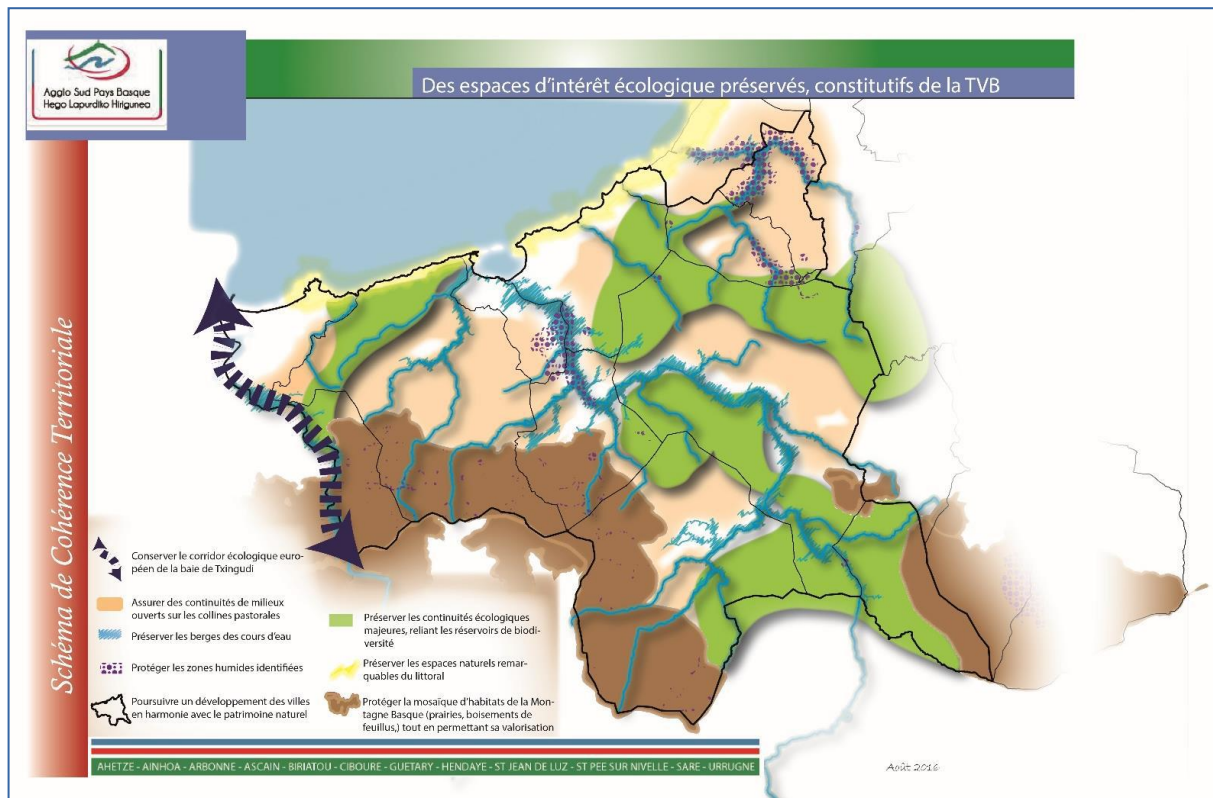 Agglo Sud Pays Basque
Hego Lapurdiko Hirigunea
Des espaces d'intérêt écologique préservés, constitutifs de la TVB
Schéma de Cohérence Territoriale
Conserver le corridor écologique euro-
péen de la baie de Txingudi
Assurer des continuités de milieux
ouverts sur les collines pastorales
Préserver les berges des cours d'eau
Protéger les zones humides identifiées
Poursuivre un développement des villes
en harmonie avec le patrimoine naturel
Préserver les continuités écologiques
majeures, reliant les réservoirs de biodi-
versité
Préserver les espaces naturels remar-
quables du littoral
Protéger la mosaïque d'habitats de la Mon-
tagne Basque (prairies, boisements de
feuillus,) tout en permettant sa valorisation
AHETZE - AINHOA - ARBONNE - ASCAIN - BIRIATOU - CIBOURE - GUETARY - HENDAYE - ST JEAN DE LUZ - ST PEE SUR NIVELLE - SARE - URRUGNE
Août 2016